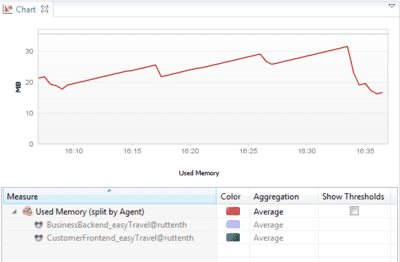 Chart
30
20
10
0
MB
16:10 16:15 16:20 16:25 16:30 16:35
Used Memory
Measure Color Aggregation Show Thresholds
Used Memory (split by Agent) Average
BusinessBackend_easyTravel@ruttenth Average
CustomerFrontend_easyTravel@ruttenth Average